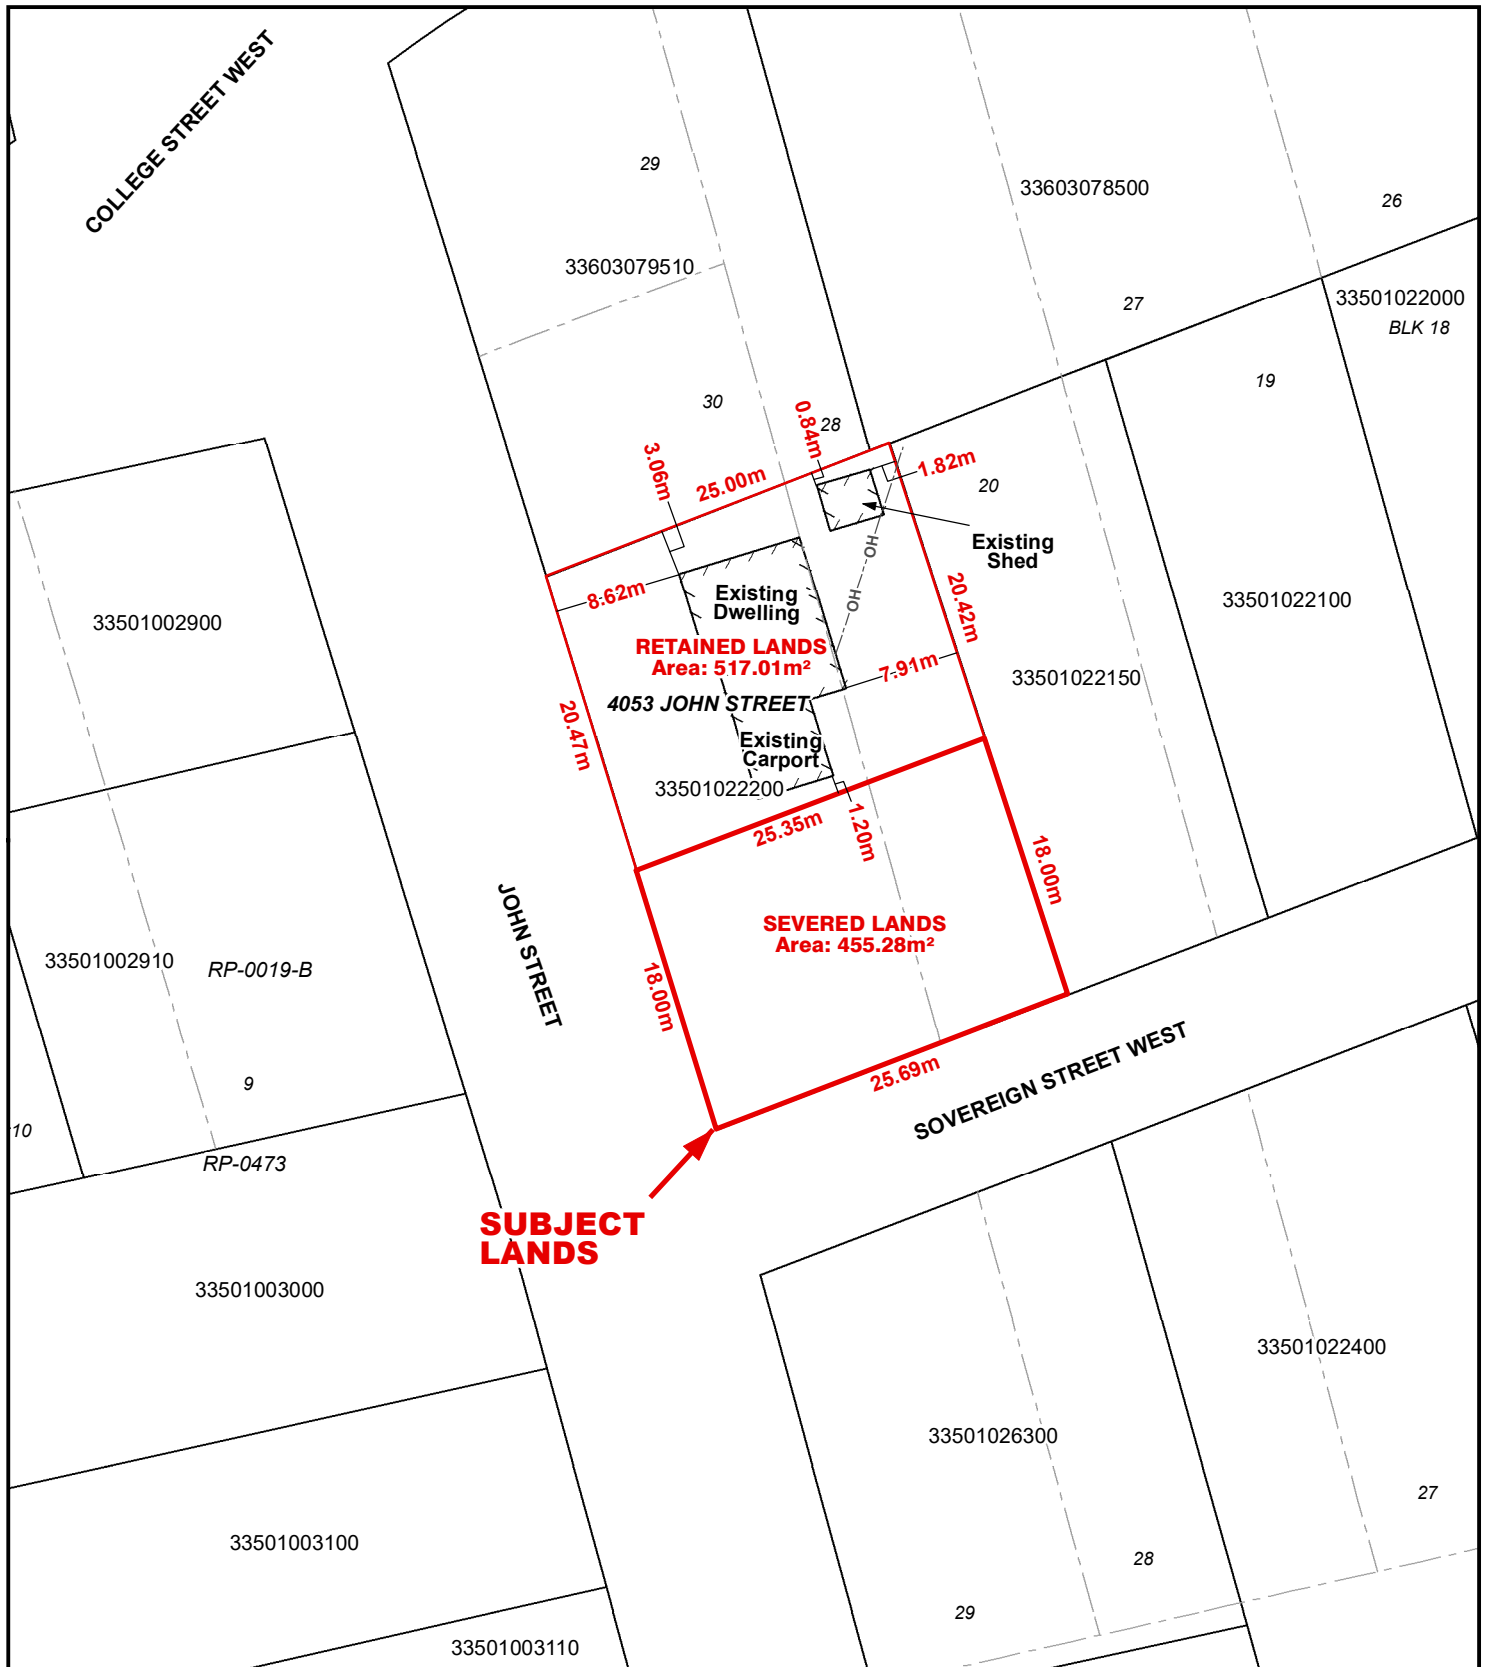 COLLEGE STREET WEST
29
33603078500
26
33603079510
27
33501022000
BLK 18
19
30
0.84m
28
3.06m
25.00m
1.82m
20
Existing
Shed
OH
OH
8.62m
Existing
Dwelling
20.42m
33501022100
33501002900
RETAINED LANDS
Area: 517.01m²
7.91m
33501022150
4053 JOHN STREET
20.47m
Existing
Carport
33501022200
25.35m
1.20m
18.00m
JOHN STREET
SEVERED LANDS
Area: 455.28m²
33501002910
RP-0019-B
18.00m
25.69m
SOVEREIGN STREET WEST
9
10
RP-0473
SUBJECT
LANDS
33501003000
33501022400
33501026300
27
33501003100
28
29
33501003110